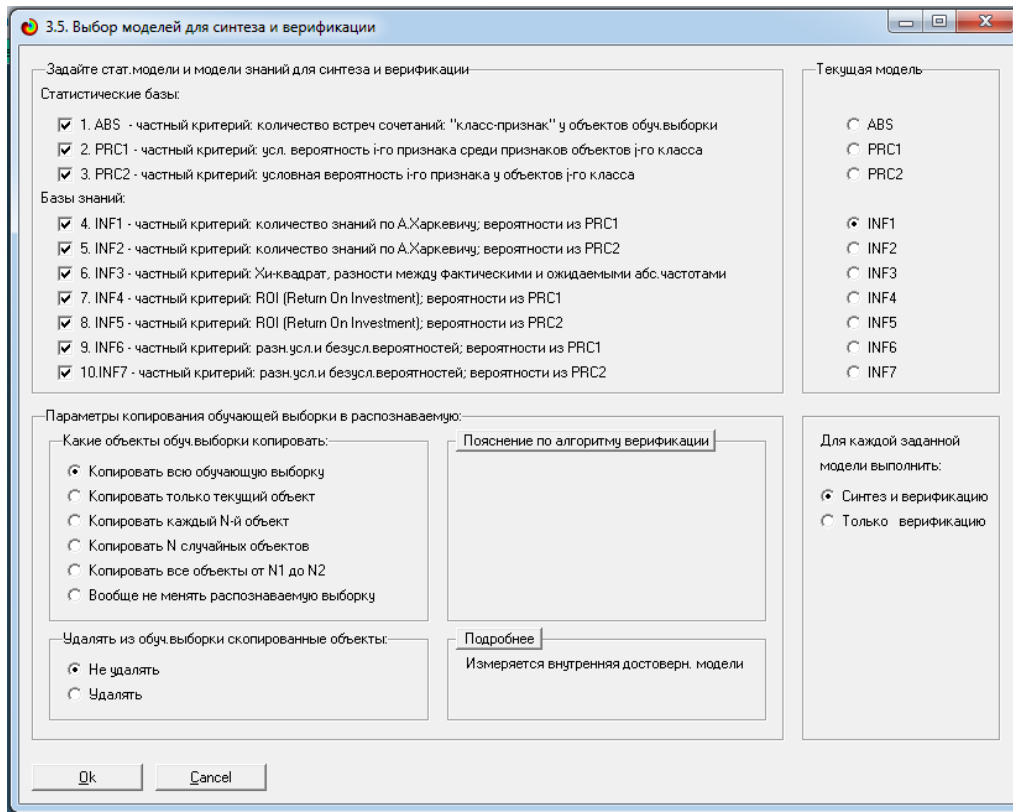 3.5. Выбор моделей для синтеза и верификации
Задайте стат.модели и модели знаний для синтеза и верификации
Статистические базы:
1. ABS - частный критерий: количество встреч сочетаний: "класс-признак" у объектов обуч.выборки
2. PRC1 - частный критерий: усл. вероятность i-го признака среди признаков объектов j-го класса
3. PRC2 - частный критерий: условная вероятность i-го признака у объектов j-го класса
Базы знаний:
4. INF1 - частный критерий: количество знаний по А.Харкевичу; вероятности из PRC1
5. INF2 - частный критерий: количество знаний по А.Харкевичу; вероятности из PRC2
6. INF3 - частный критерий: Хи-квадрат, разности между фактическими и ожидаемыми абс.частотами
7. INF4 - частный критерий: ROI (Return On Investment); вероятности из PRC1
8. INF5 - частный критерий: ROI (Return On Investment); вероятности из PRC2
9. INF6 - частный критерий: разн.усл.и безусл.вероятностей; вероятности из PRC1
10.INF7 - частный критерий: разн.усл.и безусл.вероятностей; вероятности из PRC2
Текущая модель
ABS
PRC1
PRC2
INF1
INF2
INF3
INF4
INF5
INF6
INF7
Параметры копирования обучающей выборки в распознаваемую:
Какие объекты обуч.выборки копировать:
Копировать всю обучающую выборку
Копировать только текущий объект
Копировать каждый N-й объект
Копировать N случайных объектов
Копировать все объекты от N1 до N2
Вообще не менять распознаваемую выборку
Пояснение по алгоритму верификации
Удалять из обуч.выборки скопированные объекты:
Не удалять
Удалять
Подробнее
Измеряется внутренняя достоверн. модели
Для каждой заданной
модели выполнить:
Синтез и верификацию
Только верификацию
Ok
Cancel